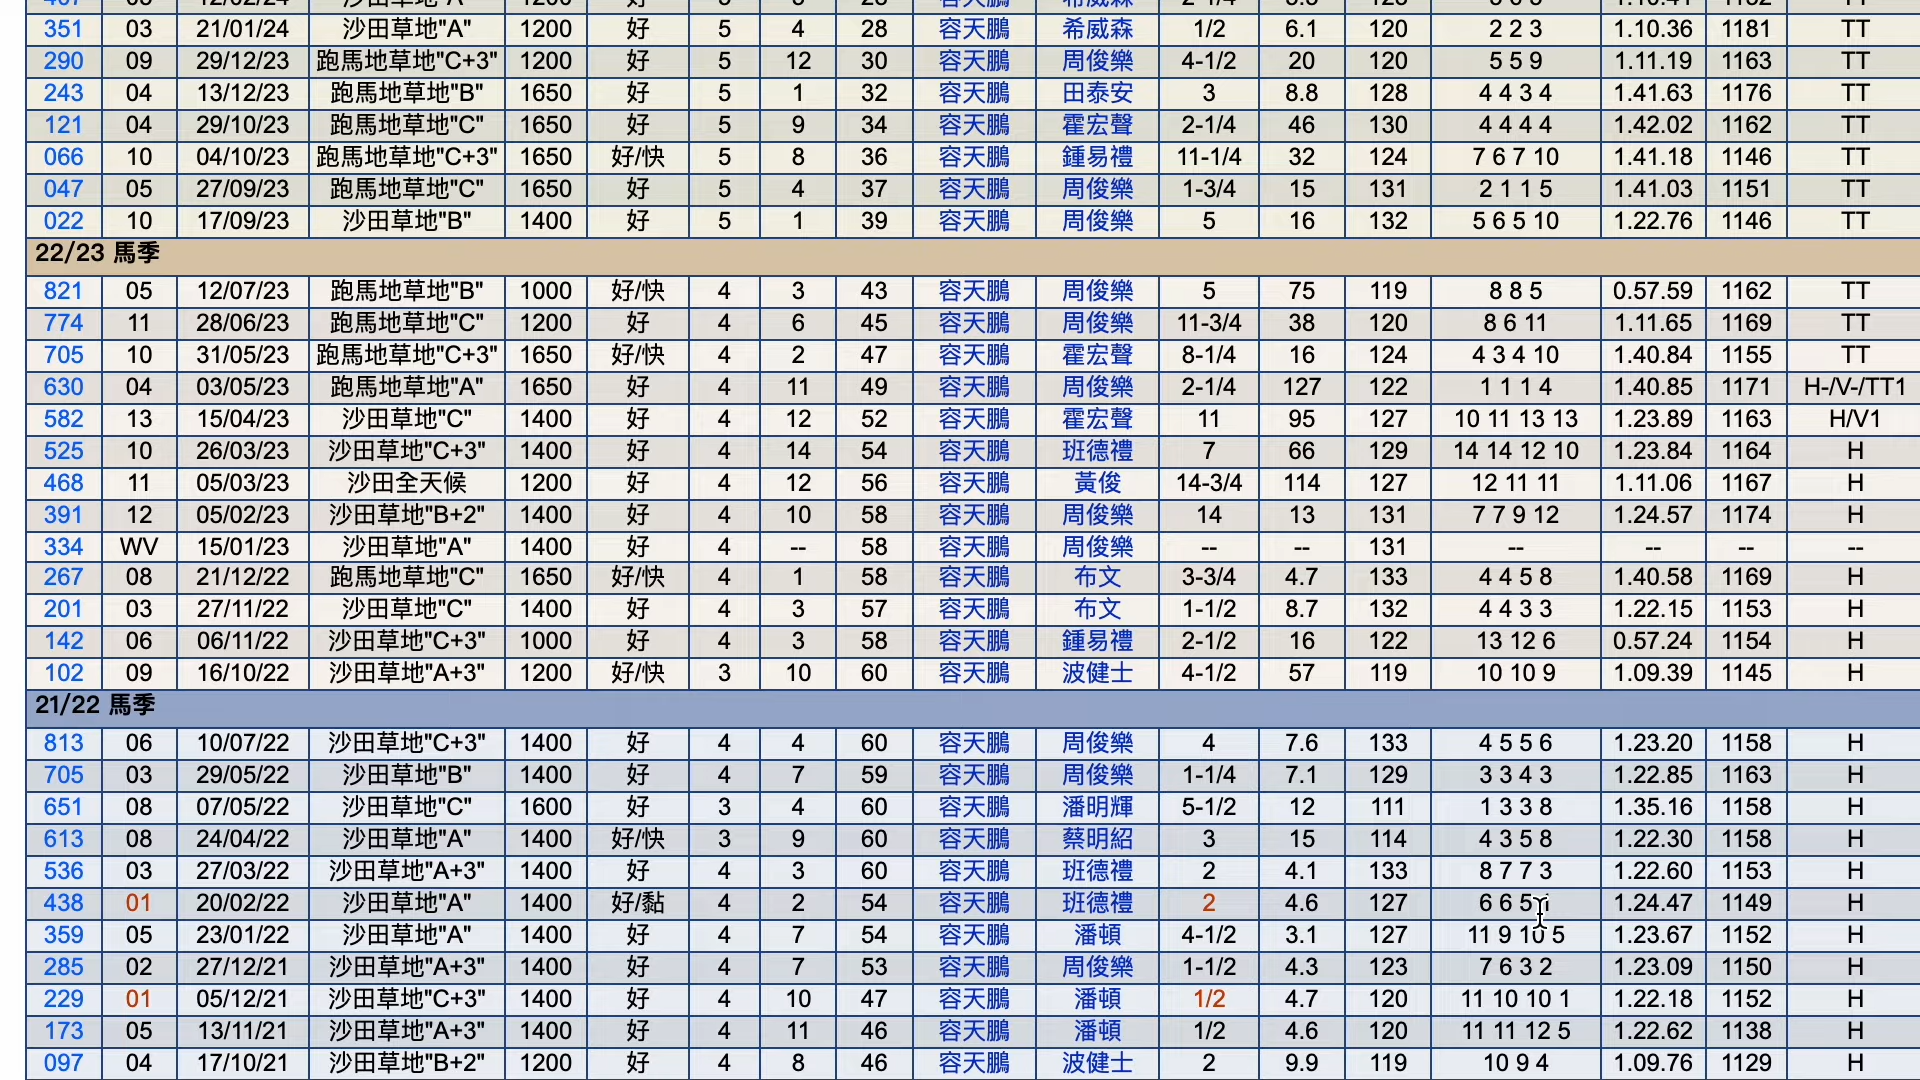 351 03 21/01/24 沙田草地"A" 1200 好 5 4 28 容天鵬 希威森 1/2 6.1 120 2 2 3 1.10.36 1181 TT
290 09 29/12/23 跑馬地草地"C+3" 1200 好 5 12 30 容天鵬 周俊樂 4-1/2 20 120 5 5 9 1.11.19 1163 TT
243 04 13/12/23 跑馬地草地"B" 1650 好 5 1 32 容天鵬 田泰安 3 8.8 128 4 4 3 4 1.41.63 1176 TT
121 04 29/10/23 跑馬地草地"C" 1650 好 5 9 34 容天鵬 霍宏聲 2-1/4 46 130 4 4 4 4 1.42.02 1162 TT
066 10 04/10/23 跑馬地草地"C+3" 1650 好/快 5 8 36 容天鵬 鍾易禮 11-1/4 32 124 7 6 7 10 1.41.18 1146 TT
047 05 27/09/23 跑馬地草地"C" 1650 好 5 4 37 容天鵬 周俊樂 1-3/4 15 131 2 1 1 5 1.41.03 1151 TT
022 10 17/09/23 沙田草地"B" 1400 好 5 1 39 容天鵬 周俊樂 5 16 132 5 6 5 10 1.22.76 1146 TT
22/23 馬季
821 05 12/07/23 跑馬地草地"B" 1000 好/快 4 3 43 容天鵬 周俊樂 5 75 119 8 8 5 0.57.59 1162 TT
774 11 28/06/23 跑馬地草地"C" 1200 好 4 6 45 容天鵬 周俊樂 11-3/4 38 120 8 6 11 1.11.65 1169 TT
705 10 31/05/23 跑馬地草地"C+3" 1650 好/快 4 2 47 容天鵬 霍宏聲 8-1/4 16 124 4 3 4 10 1.40.84 1155 TT
630 04 03/05/23 跑馬地草地"A" 1650 好 4 11 49 容天鵬 周俊樂 2-1/4 127 122 1 1 1 4 1.40.85 1171 H-/V-/TT1
582 13 15/04/23 沙田草地"C" 1400 好 4 12 52 容天鵬 霍宏聲 11 95 127 10 11 13 13 1.23.89 1163 H/V1
525 10 26/03/23 沙田草地"C+3" 1400 好 4 14 54 容天鵬 班德禮 7 66 129 14 14 12 10 1.23.84 1164 H
468 11 05/03/23 沙田全天候 1200 好 4 12 56 容天鵬 黃俊 14-3/4 114 127 12 11 11 1.11.06 1167 H
391 12 05/02/23 沙田草地"B+2" 1400 好 4 10 58 容天鵬 周俊樂 14 13 131 7 7 9 12 1.24.57 1174 H
334 WV 15/01/23 沙田草地"A" 1400 好 4 -- 58 容天鵬 周俊樂 -- -- 131 -- -- -- --
267 08 21/12/22 跑馬地草地"C" 1650 好/快 4 1 58 容天鵬 布文 3-3/4 4.7 133 4 4 5 8 1.40.58 1169 H
201 03 27/11/22 沙田草地"C" 1400 好 4 3 57 容天鵬 布文 1-1/2 8.7 132 4 4 3 3 1.22.15 1153 H
142 06 06/11/22 沙田草地"C+3" 1000 好 4 3 58 容天鵬 鍾易禮 2-1/2 16 122 13 12 6 0.57.24 1154 H
102 09 16/10/22 沙田草地"A+3" 1200 好/快 3 10 60 容天鵬 波健士 4-1/2 57 119 10 10 9 1.09.39 1145 H
21/22 馬季
813 06 10/07/22 沙田草地"C+3" 1400 好 4 4 60 容天鵬 周俊樂 4 7.6 133 4 5 5 6 1.23.20 1158 H
705 03 29/05/22 沙田草地"B" 1400 好 4 7 59 容天鵬 周俊樂 1-1/4 7.1 129 3 3 4 3 1.22.85 1163 H
651 08 07/05/22 沙田草地"C" 1600 好 3 4 60 容天鵬 潘明輝 5-1/2 12 111 1 3 3 8 1.35.16 1158 H
613 08 24/04/22 沙田草地"A" 1400 好/快 3 9 60 容天鵬 蔡明紹 3 15 114 4 3 5 8 1.22.30 1158 H
536 03 27/03/22 沙田草地"A+3" 1400 好 4 3 60 容天鵬 班德禮 2 4.1 133 8 7 7 3 1.22.60 1153 H
438 01 20/02/22 沙田草地"A" 1400 好/黏 4 2 54 容天鵬 班德禮 2 4.6 127 6 6 5 1.24.47 1149 H
359 05 23/01/22 沙田草地"A" 1400 好 4 7 54 容天鵬 潘頓 4-1/2 3.1 127 11 9 10 5 1.23.67 1152 H
285 02 27/12/21 沙田草地"A+3" 1400 好 4 7 53 容天鵬 周俊樂 1-1/2 4.3 123 7 6 3 2 1.23.09 1150 H
229 01 05/12/21 沙田草地"C+3" 1400 好 4 10 47 容天鵬 潘頓 1/2 4.7 120 11 10 10 1 1.22.18 1152 H
173 05 13/11/21 沙田草地"A+3" 1400 好 4 11 46 容天鵬 潘頓 1/2 4.6 120 11 11 12 5 1.22.62 1138 H
097 04 17/10/21 沙田草地"B+2" 1200 好 4 8 46 容天鵬 波健士 2 9.9 119 10 9 4 1.09.76 1129 H